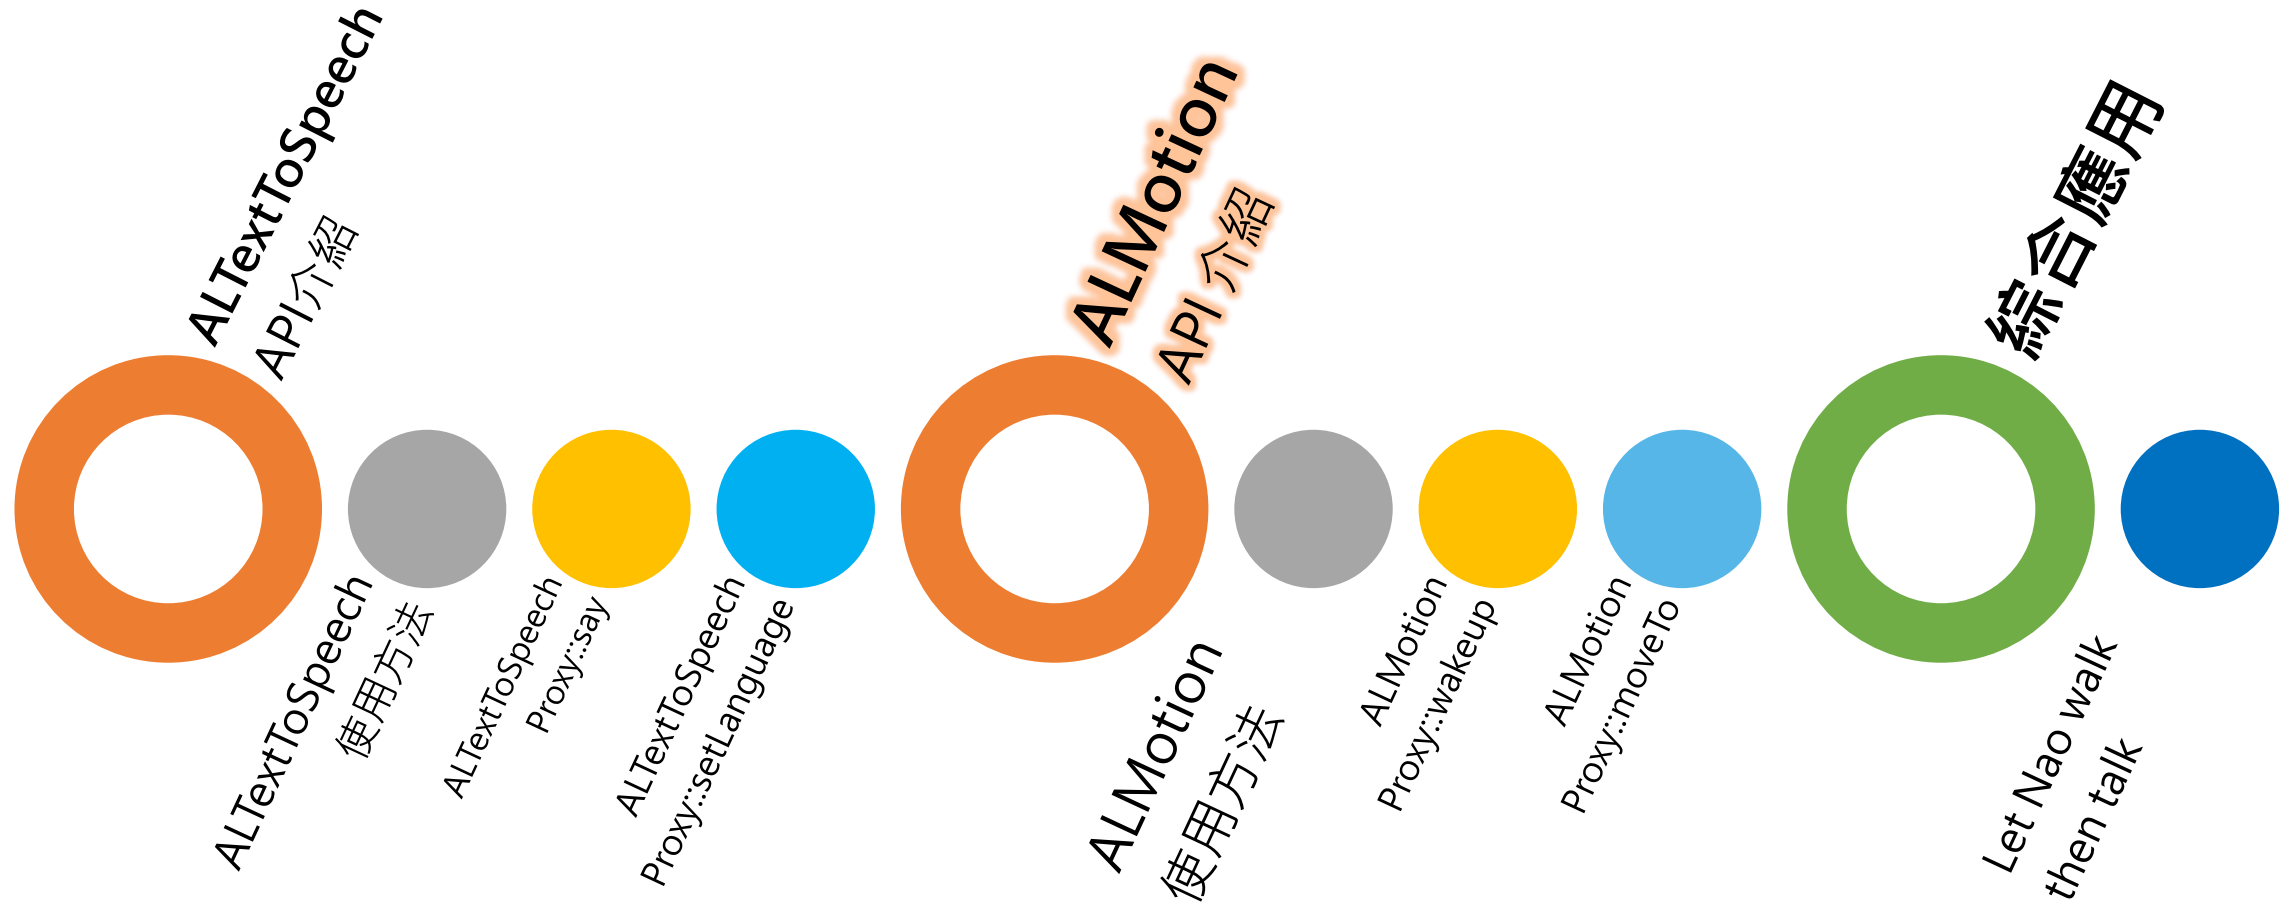 ALTextToSpeech
API介紹
ALTextToSpeech
使用方法
ALTextToSpeech
Proxy::say
ALTextToSpeech
Proxy::setLanguage
ALMotion
API 介紹
ALMotion
使用方法
ALMotion
Proxy::wakeup
ALMotion
Proxy::moveTo
綜合應用
Let Nao walk
then talk